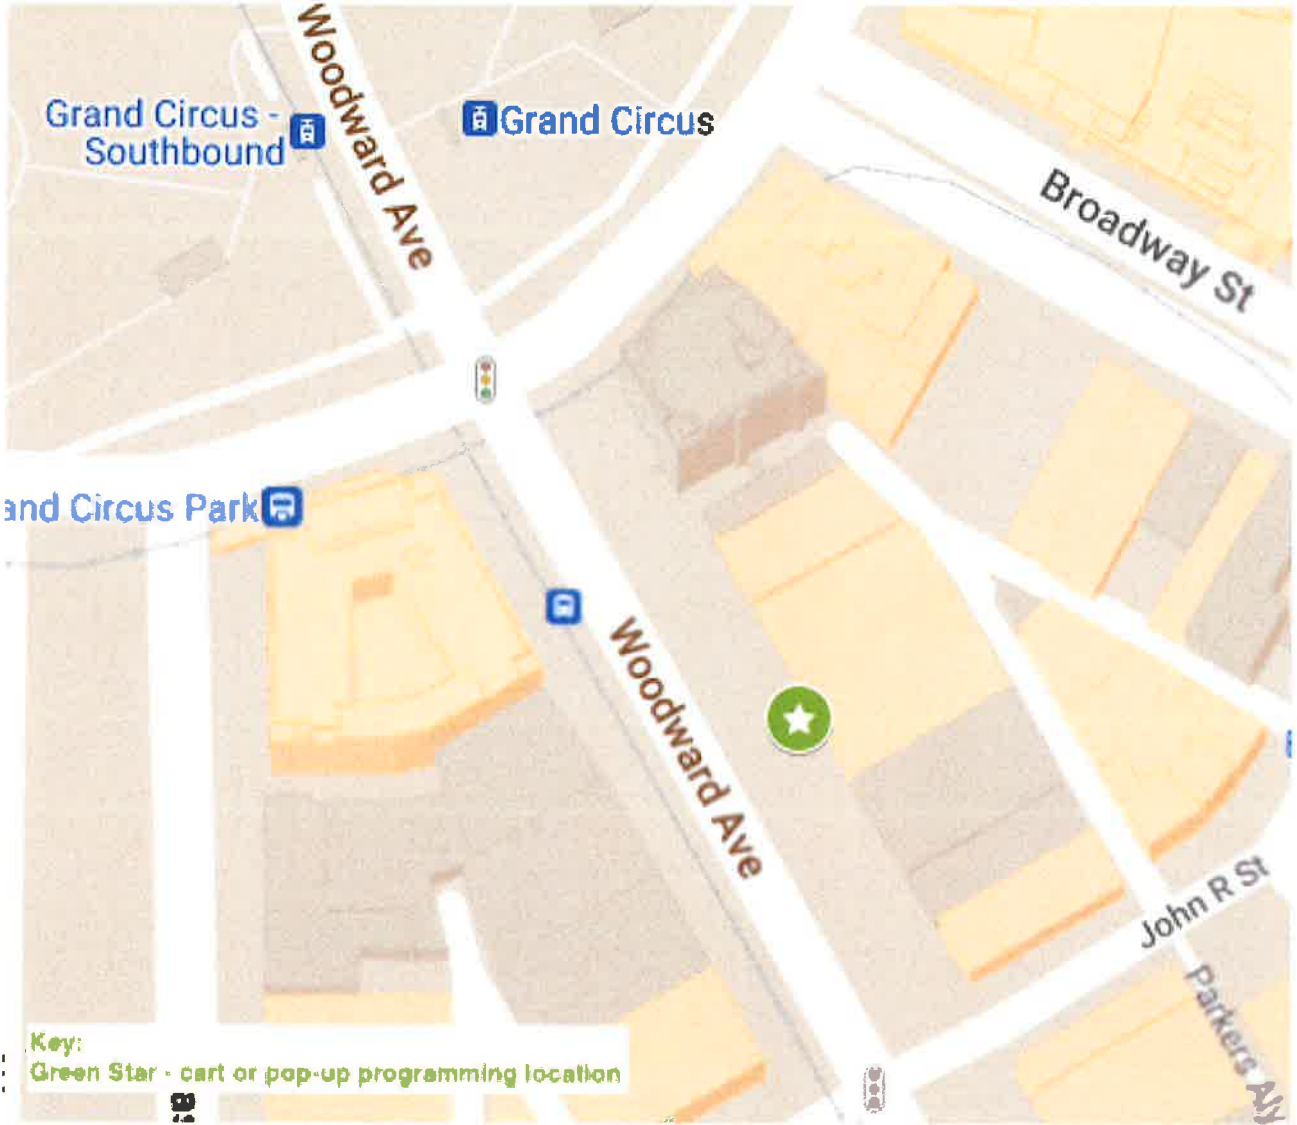 Woodward Ave
Grand Circus -
Southbound
Grand Circus
Broadway St
and Circus Park
Woodward Ave
John R St
Parkers Aly
Key:
Green Star - cart or pop-up programming location